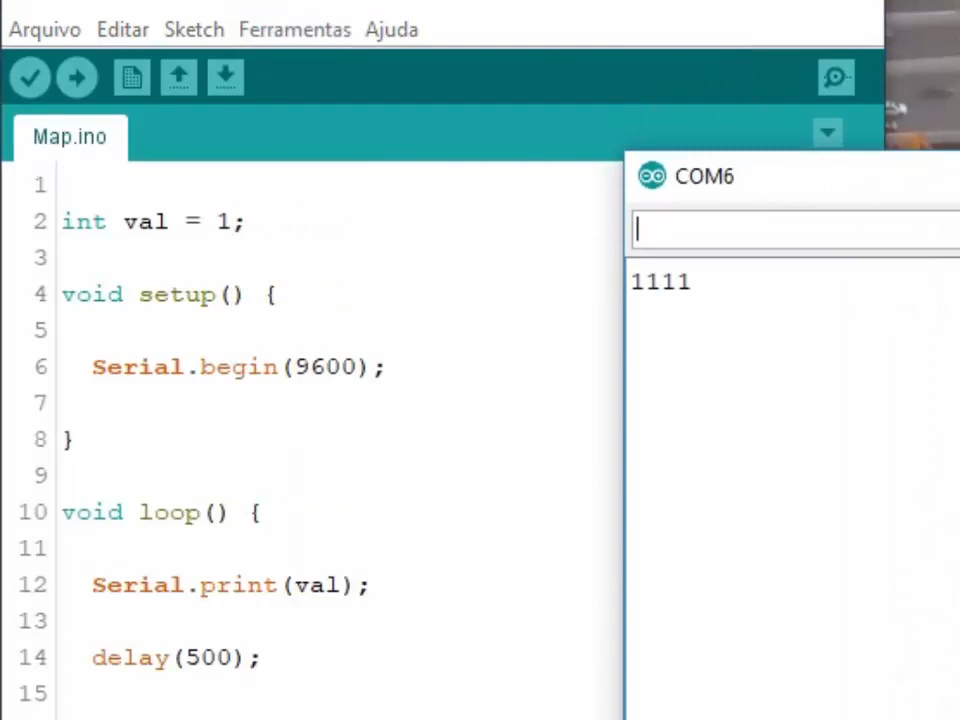 Arquivo Editar Sketch Ferramentas Ajuda
Map.ino
1
2 int val = 1;
3
4 void setup() {
5
6 Serial.begin(9600);
7
8 }
9
10 void loop() {
11
12 Serial.print(val);
13
14 delay(500);
15
COM6
1111